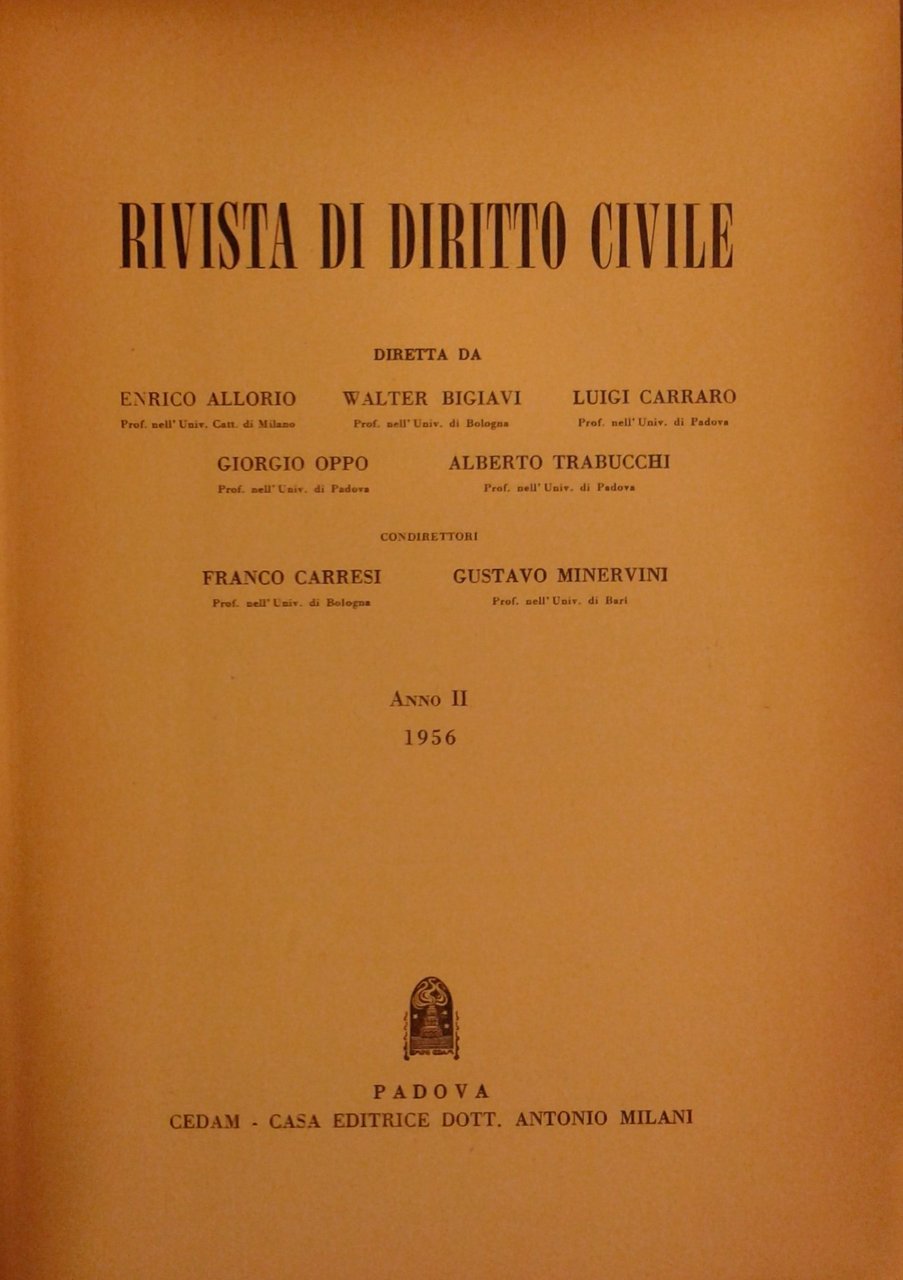 RIVISTA DI DIRITTO CIVILE
DIRETTA DA
ENRICO ALLORIO WALTER BIGIAVI LUIGI CARRARO
Prof. nell' Univ. Catt. di Milano Prof. nell' Univ. di Bologna Prof. nell' Univ. di Padova
GIORGIO OPPO ALBERTO TRABUCCHI
Prof. nell' Univ. di Padova Prof. nell' Univ. di Padova
CONDIRETTORI
FRANCO CARRESI GUSTAVO MINERVINI
Prof. nell' Univ. di Bologna Prof. nell' Univ. di Bari
ANNO II
1956
PADOVA
CEDAM - CASA EDITRICE DOTT. ANTONIO MILANI